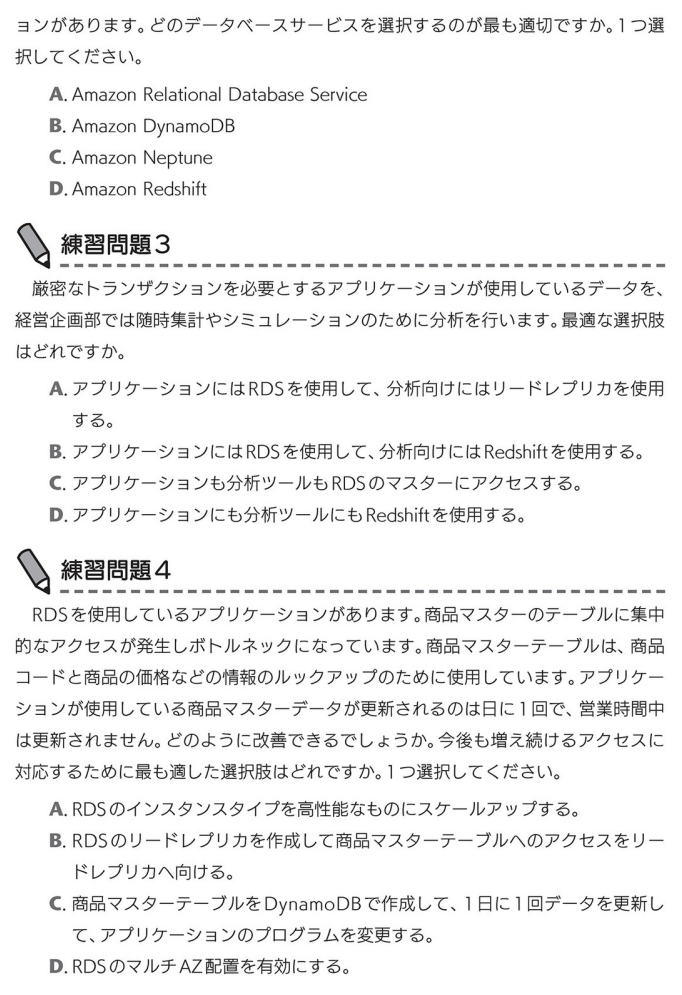 ョンがあります。どのデータベースサービスを選択するのが最も適切ですか。1つ選
択してください。
A. Amazon Relational Database Service
B. Amazon DynamoDB
C. Amazon Neptune
D. Amazon Redshift
練習問題3
厳密なトランザクションを必要とするアプリケーションが使用しているデータを、
経営企画部では随時集計やシミュレーションのために分析を行います。最適な選択肢
はどれですか。
A. アプリケーションにはRDSを使用して、分析向けにはリードレプリカを使用
する。
B. アプリケーションにはRDSを使用して、分析向けにはRedshiftを使用する。
C. アプリケーションも分析ツールもRDSのマスターにアクセスする。
D. アプリケーションにも分析ツールにもRedshiftを使用する。
練習問題4
RDSを使用しているアプリケーションがあります。商品マスターのテーブルに集中
的なアクセスが発生しボトルネックになっています。商品マスターテーブルは、商品
コードと商品の価格などの情報のルックアップのために使用しています。アプリケー
ションが使用している商品マスターデータが更新されるのは日に1回で、営業時間中
は更新されません。どのように改善できるでしょうか。今後も増え続けるアクセスに
対応するために最も適した選択肢はどれですか。1つ選択してください。
A. RDSのインスタンスタイプを高性能なものにスケールアップする。
B. RDSのリードレプリカを作成して商品マスターテーブルへのアクセスをリー
ドレプリカへ向ける。
C. 商品マスターテーブルをDynamoDBで作成して、1日に1回データを更新し
て、アプリケーションのプログラムを変更する。
D. RDSのマルチAZ配置を有効にする。